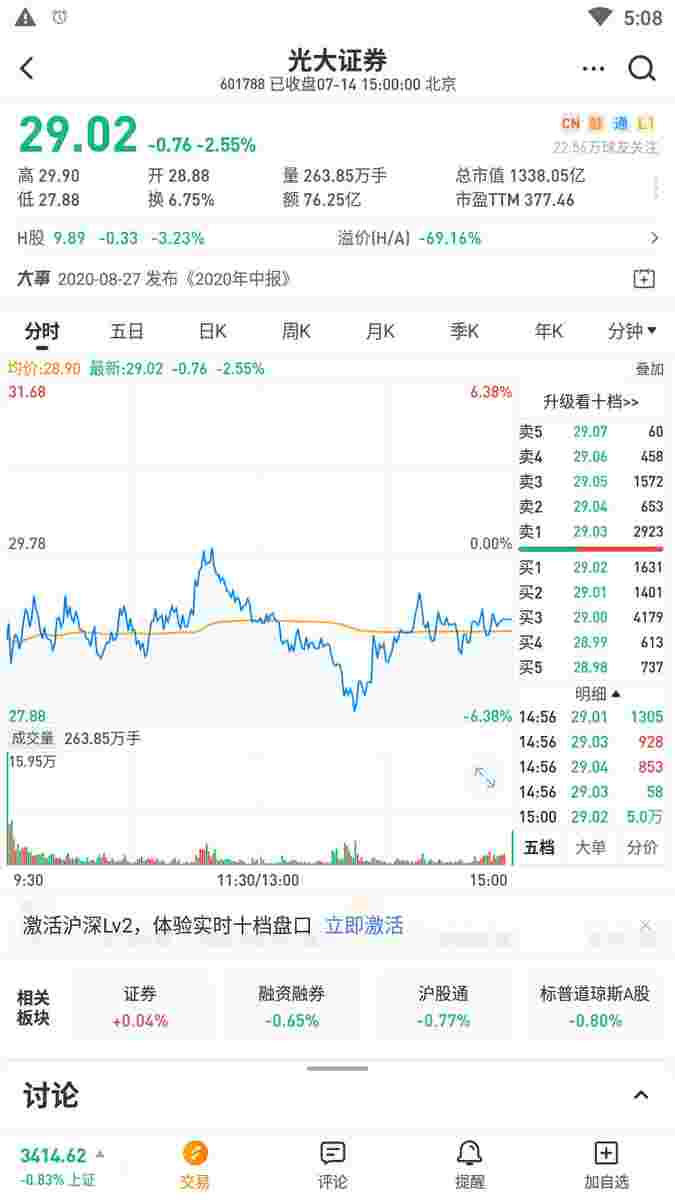 5:08
光大证券
601788 已收盘07-14 15:00:00 北京
29.02 -0.76 -2.55%
CN 融 通 L1
22.56万球友关注
高 29.90 开 28.88 量 263.85万手 总市值 1338.05亿
低 27.88 换 6.75% 额 76.25亿 市盈TTM 377.46
H股 9.89 -0.33 -3.23% 溢价(H/A) -69.16%
大事 2020-08-27 发布《2020年中报》
分时 五日 日K 周K 月K 季K 年K 分钟
均价:28.90 最新:29.02 -0.76 -2.55% 叠加
31.68 6.38%
29.78 0.00%
27.88 -6.38%
成交量 263.85万手
15.95万
9:30 11:30/13:00 15:00
升级看十档>>
卖5 29.07 60
卖4 29.06 458
卖3 29.05 1572
卖2 29.04 653
卖1 29.03 2923
买1 29.02 1631
买2 29.01 1401
买3 29.00 4179
买4 28.99 613
买5 28.98 737
明细
14:56 29.01 1305
14:56 29.03 928
14:56 29.04 853
14:56 29.03 58
15:00 29.02 5.0万
五档 大单 分价
激活沪深Lv2，体验实时十档盘口 立即激活
相关板块
证券 融资融券 沪股通 标普道琼斯A股
+0.04% -0.65% -0.77% -0.80%
讨论
3414.62
-0.83% 上证
交易 评论 提醒 加自选